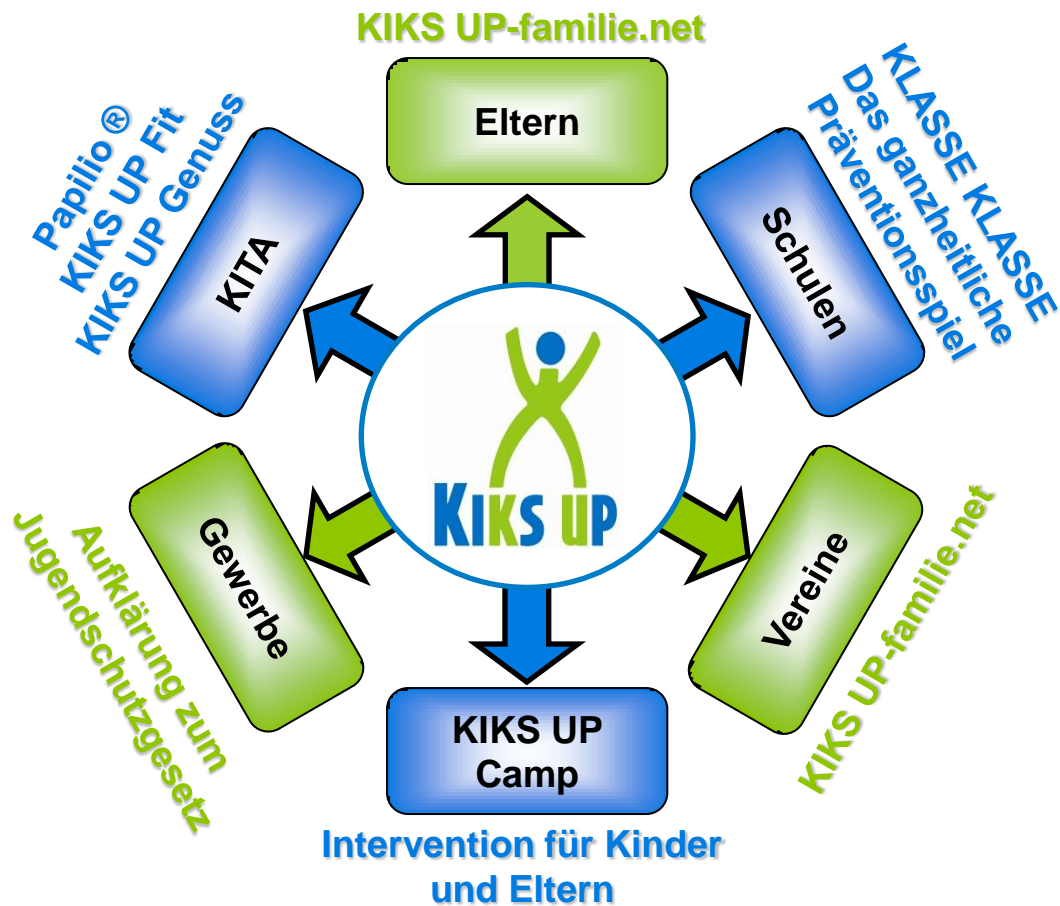 KIKS UP-familie.net
Eltern
KLASSE KLASSE
Das ganzheitliche
Präventionsspiel
Schulen
Papilio ®
KIKS UP Fit
KIKS UP Genuss
KITA
KIKS UP
Gewerbe
Aufklärung zum
Jugendschutzgesetz
Vereine
KIKS UP-familie.net
KIKS UP
Camp
Intervention für Kinder
und Eltern